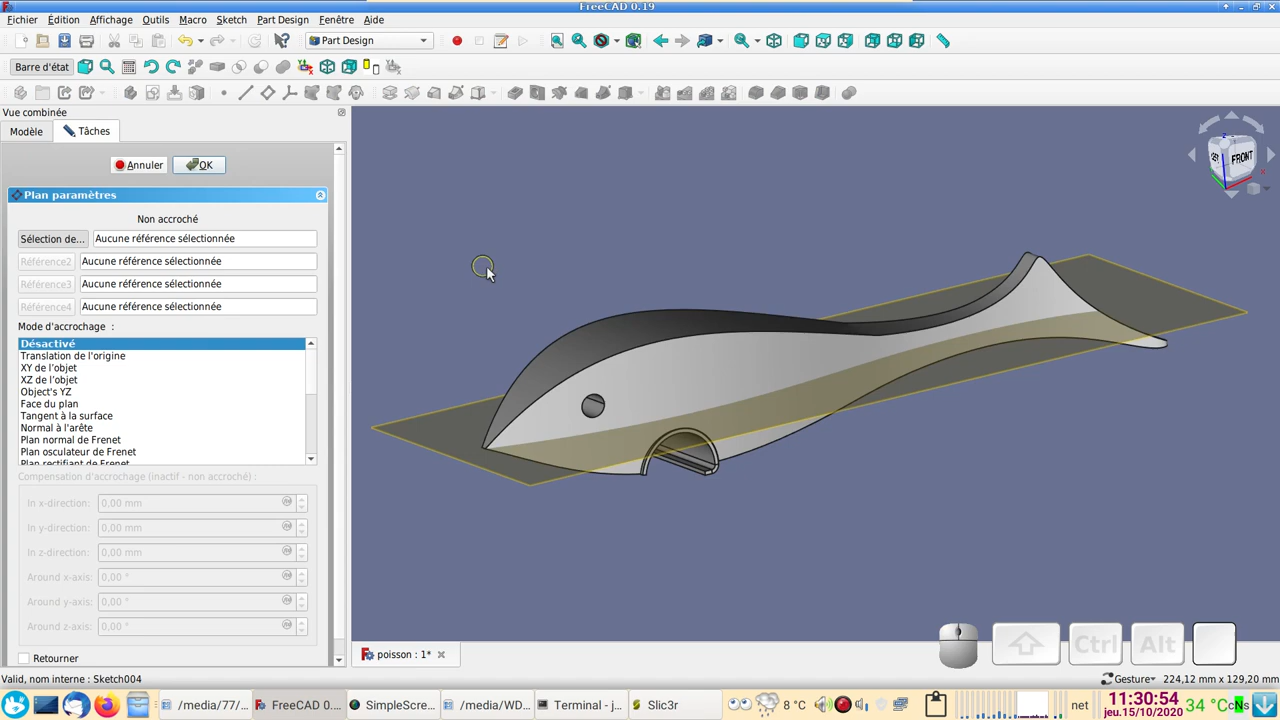 FreeCAD 0.19
Fichier Édition Affichage Outils Macro Sketch Part Design Fenêtre Aide
Part Design
Barre d'état
Vue combinée
Modèle Tâches
Annuler OK
Plan paramètres
Non accroché
Sélection de... Aucune référence sélectionnée
Référence2 Aucune référence sélectionnée
Référence3 Aucune référence sélectionnée
Référence4 Aucune référence sélectionnée
Mode d'accrochage :
Désactivé
Translation de l'origine
XY de l'objet
XZ de l'objet
Object's YZ
Face du plan
Tangent à la surface
Normal à l'arête
Plan normal de Frenet
Plan osculateur de Frenet
Plan rectifiant de Frenet
Compensation d'accrochage (inactif - non accroché) :
In x-direction: 0,00 mm
In y-direction: 0,00 mm
In z-direction: 0,00 mm
Around x-axis: 0,00 °
Around y-axis: 0,00 °
Around z-axis: 0,00 °
Retourner
FRONT
Ctrl Alt
poisson : 1*
Valid, nom interne : Sketch004
Gesture 224,12 mm x 129,20 mm
/media/77/... FreeCAD 0.... SimpleScre... /media/WD... Terminal - j... Slic3r
8 °C
net
11:30:54
jeu.15/10/2020
34 °C